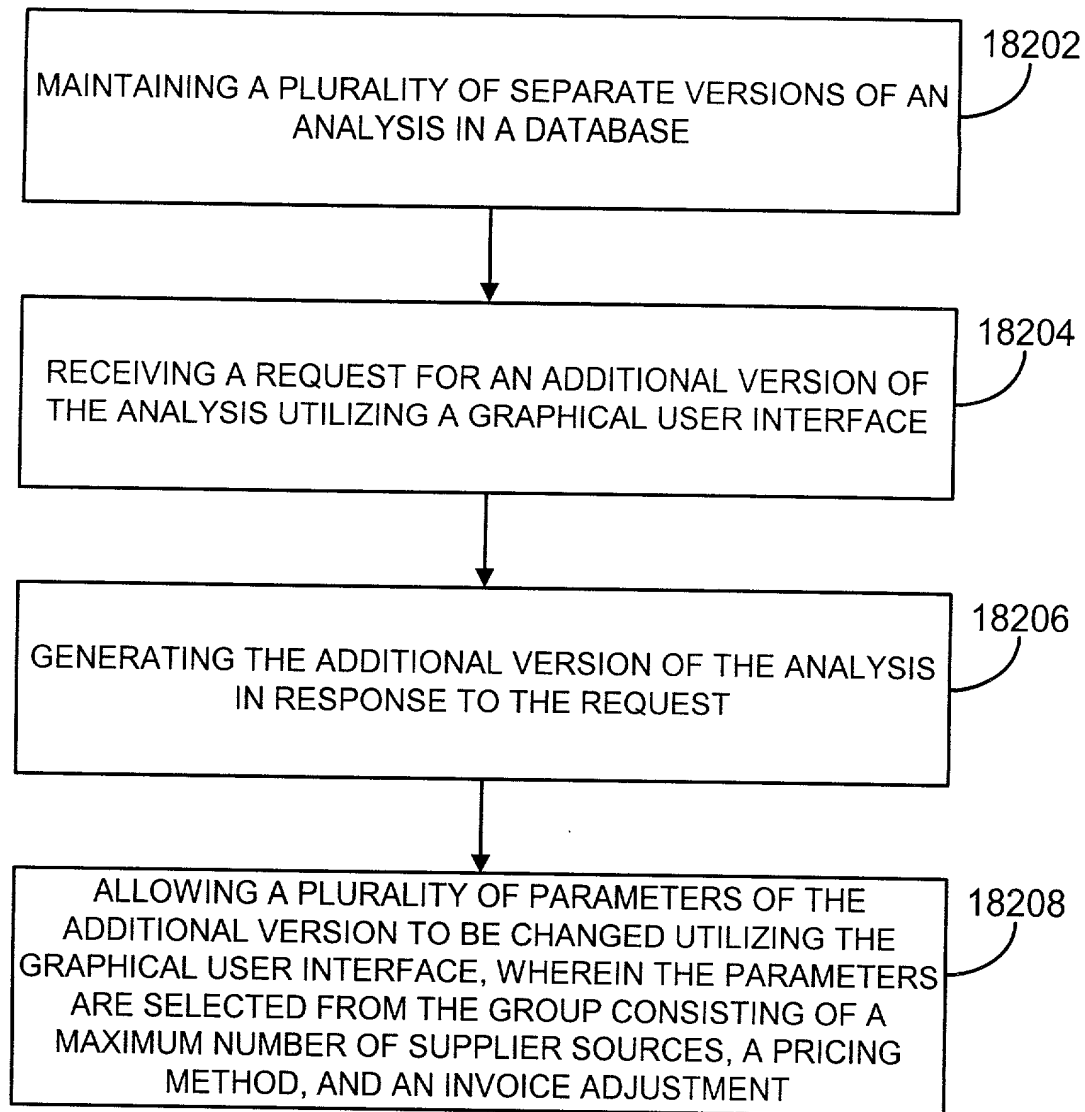 18202
MAINTAINING A PLURALITY OF SEPARATE VERSIONS OF AN
ANALYSIS IN A DATABASE
18204
RECEIVING A REQUEST FOR AN ADDITIONAL VERSION OF
THE ANALYSIS UTILIZING A GRAPHICAL USER INTERFACE
18206
GENERATING THE ADDITIONAL VERSION OF THE ANALYSIS
IN RESPONSE TO THE REQUEST
18208
ALLOWING A PLURALITY OF PARAMETERS OF THE
ADDITIONAL VERSION TO BE CHANGED UTILIZING THE
GRAPHICAL USER INTERFACE, WHEREIN THE PARAMETERS
ARE SELECTED FROM THE GROUP CONSISTING OF A
MAXIMUM NUMBER OF SUPPLIER SOURCES, A PRICING
METHOD, AND AN INVOICE ADJUSTMENT